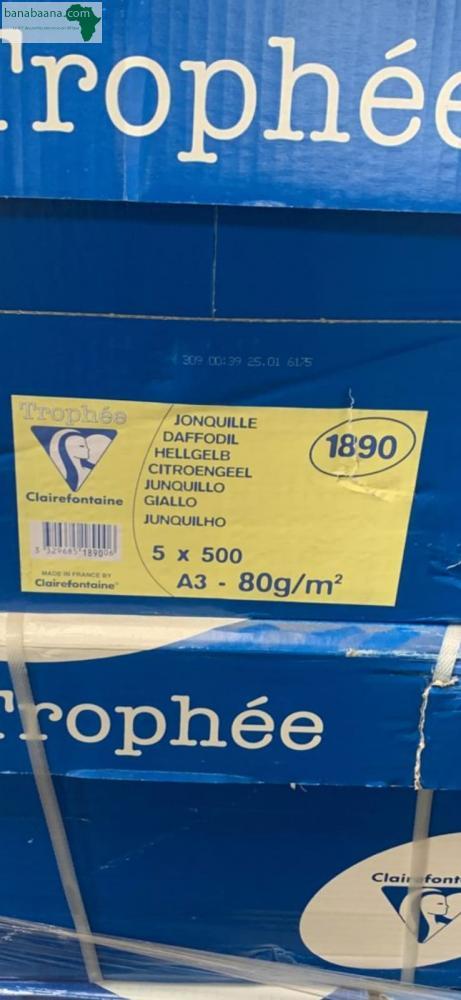 banabaana.com
Trophée
309 00:39 25.01 6175
Trophée
Clairefontaine
JONQUILLE
DAFFODIL
HELLGELB
CITROENGEEL
JUNQUILLO
GIALLO
JUNQUILHO
1890
3 329685 189006
MADE IN FRANCE BY
Clairefontaine
5 x 500
A3 - 80g/m²
Trophée
Clairefont